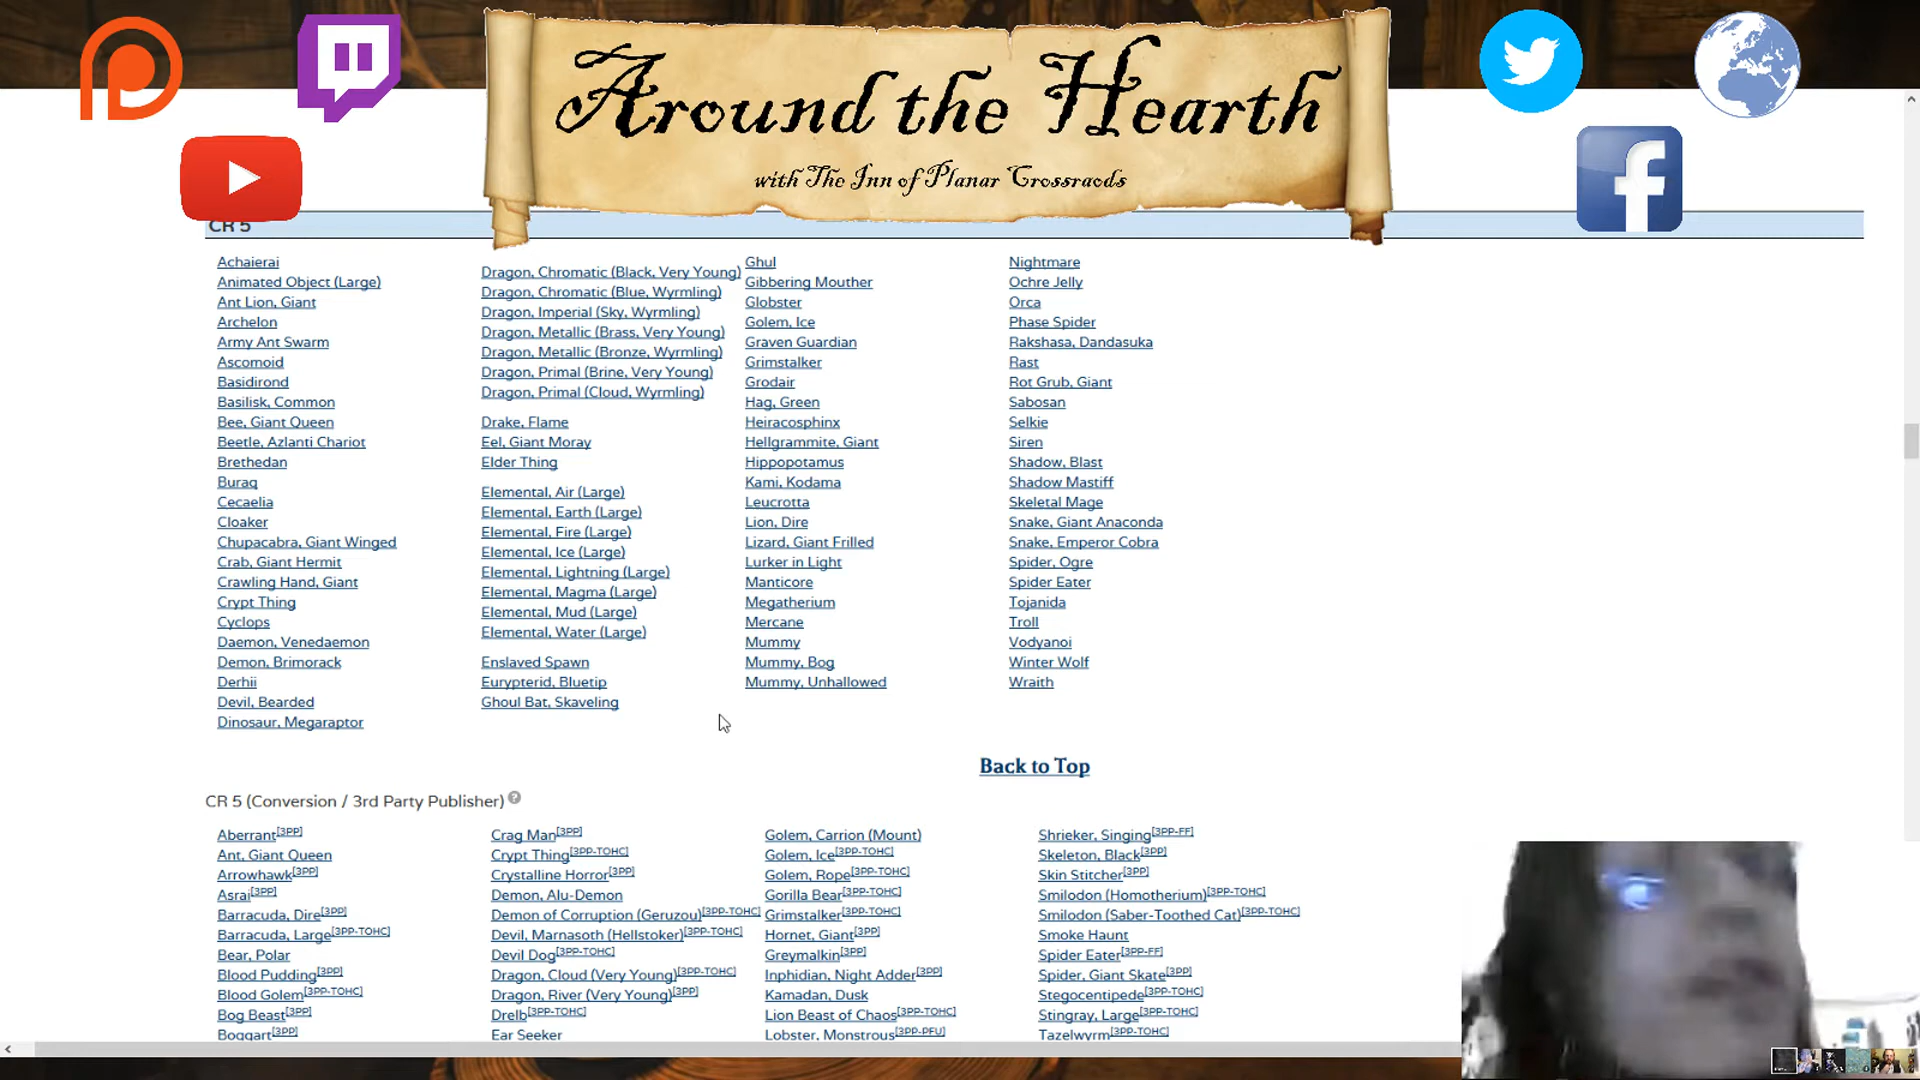 Around the Hearth
with The Inn of Planar Crossraods
CR 5
Achaierai
Animated Object (Large)
Ant Lion, Giant
Archelon
Army Ant Swarm
Ascomoid
Basidirond
Basilisk, Common
Bee, Giant Queen
Beetle, Azlanti Chariot
Brethedan
Buraq
Cecaelia
Cloaker
Chupacabra, Giant Winged
Crab, Giant Hermit
Crawling Hand, Giant
Crypt Thing
Cyclops
Daemon, Venedaemon
Demon, Brimorack
Derhii
Devil, Bearded
Dinosaur, Megaraptor
Dragon, Chromatic (Black, Very Young)
Dragon, Chromatic (Blue, Wyrmling)
Dragon, Imperial (Sky, Wyrmling)
Dragon, Metallic (Brass, Very Young)
Dragon, Metallic (Bronze, Wyrmling)
Dragon, Primal (Brine, Very Young)
Dragon, Primal (Cloud, Wyrmling)
Drake, Flame
Eel, Giant Moray
Elder Thing
Elemental, Air (Large)
Elemental, Earth (Large)
Elemental, Fire (Large)
Elemental, Ice (Large)
Elemental, Lightning (Large)
Elemental, Magma (Large)
Elemental, Mud (Large)
Elemental, Water (Large)
Enslaved Spawn
Eurypterid, Bluetip
Ghoul Bat, Skaveling
Ghul
Gibbering Mouther
Globster
Golem, Ice
Graven Guardian
Grimstalker
Grodair
Hag, Green
Heiracosphinx
Hellgrammite, Giant
Hippopotamus
Kami, Kodama
Leucrotta
Lion, Dire
Lizard, Giant Frilled
Lurker in Light
Manticore
Megatherium
Mercane
Mummy
Mummy, Bog
Mummy, Unhallowed
Nightmare
Ochre Jelly
Orca
Phase Spider
Rakshasa, Dandasuka
Rast
Rot Grub, Giant
Sabosan
Selkie
Siren
Shadow, Blast
Shadow Mastiff
Skeletal Mage
Snake, Giant Anaconda
Snake, Emperor Cobra
Spider, Ogre
Spider Eater
Tojanida
Troll
Vodyanoi
Winter Wolf
Wraith
Back to Top
CR 5 (Conversion / 3rd Party Publisher) ?
Aberrant[3PP]
Ant, Giant Queen
Arrowhawk[3PP]
Asrai[3PP]
Barracuda, Dire[3PP]
Barracuda, Large[3PP-TOHC]
Bear, Polar
Blood Pudding[3PP]
Blood Golem[3PP-TOHC]
Bog Beast[3PP]
Boggart[3PP]
Crag Man[3PP]
Crypt Thing[3PP-TOHC]
Crystalline Horror[3PP]
Demon, Alu-Demon
Demon of Corruption (Geruzou)[3PP-TOHC]
Devil, Marnasoth (Hellstoker)[3PP-TOHC]
Devil Dog[3PP-TOHC]
Dragon, Cloud (Very Young)[3PP-TOHC]
Dragon, River (Very Young)[3PP]
Drelb[3PP-TOHC]
Ear Seeker
Golem, Carrion (Mount)
Golem, Ice[3PP-TOHC]
Golem, Rope[3PP-TOHC]
Gorilla Bear[3PP-TOHC]
Grimstalker[3PP-TOHC]
Hornet, Giant[3PP]
Greymalkin[3PP]
Inphidian, Night Adder[3PP]
Kamadan, Dusk
Lion Beast of Chaos[3PP-TOHC]
Lobster, Monstrous[3PP-PFU]
Shrieker, Singing[3PP-FF]
Skeleton, Black[3PP]
Skin Stitcher[3PP]
Smilodon (Homotherium)[3PP-TOHC]
Smilodon (Saber-Toothed Cat)[3PP-TOHC]
Smoke Haunt
Spider Eater[3PP-FF]
Spider, Giant Skate[3PP]
Stegocentipede[3PP-TOHC]
Stingray, Large[3PP-TOHC]
Tazelwyrm[3PP-TOHC]